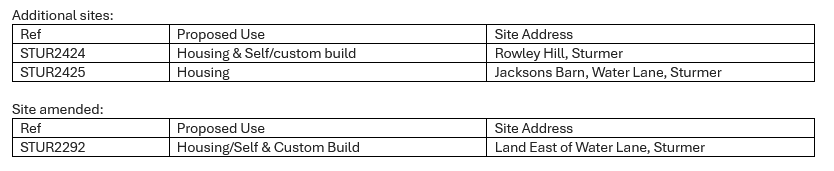 Additional sites:
Ref Proposed Use Site Address
STUR2424 Housing & Self/custom build Rowley Hill, Sturmer
STUR2425 Housing Jacksons Barn, Water Lane, Sturmer
Site amended:
Ref Proposed Use Site Address
STUR2292 Housing/Self & Custom Build Land East of Water Lane, Sturmer